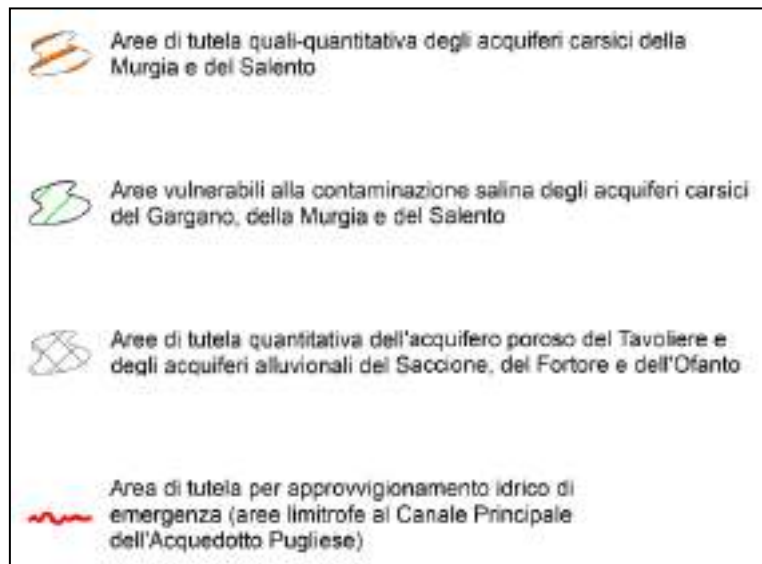 Aree di tutela quali-quantitativa degli acquiferi carsici della
Murgia e del Salento
Aree vulnerabili alla contaminazione salina degli acquiferi carsici
del Gargano, della Murgia e del Salento
Aree di tutela quantitativa dell'acquifero poroso del Tavoliere e
degli acquiferi alluvionali del Saccione, del Fortore e dell'Ofanto
Area di tutela per approvvigionamento idrico di
emergenza (aree limitrofe al Canale Principale
dell'Acquedotto Pugliese)